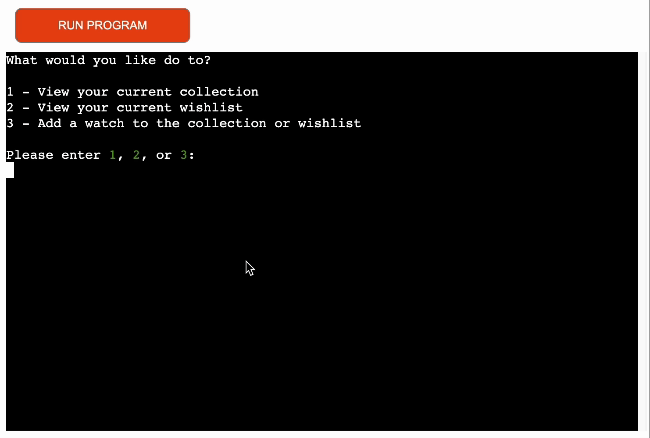 RUN PROGRAM
What would you like do to?
1 - View your current collection
2 - View your current wishlist
3 - Add a watch to the collection or wishlist
Please enter 1, 2, or 3: